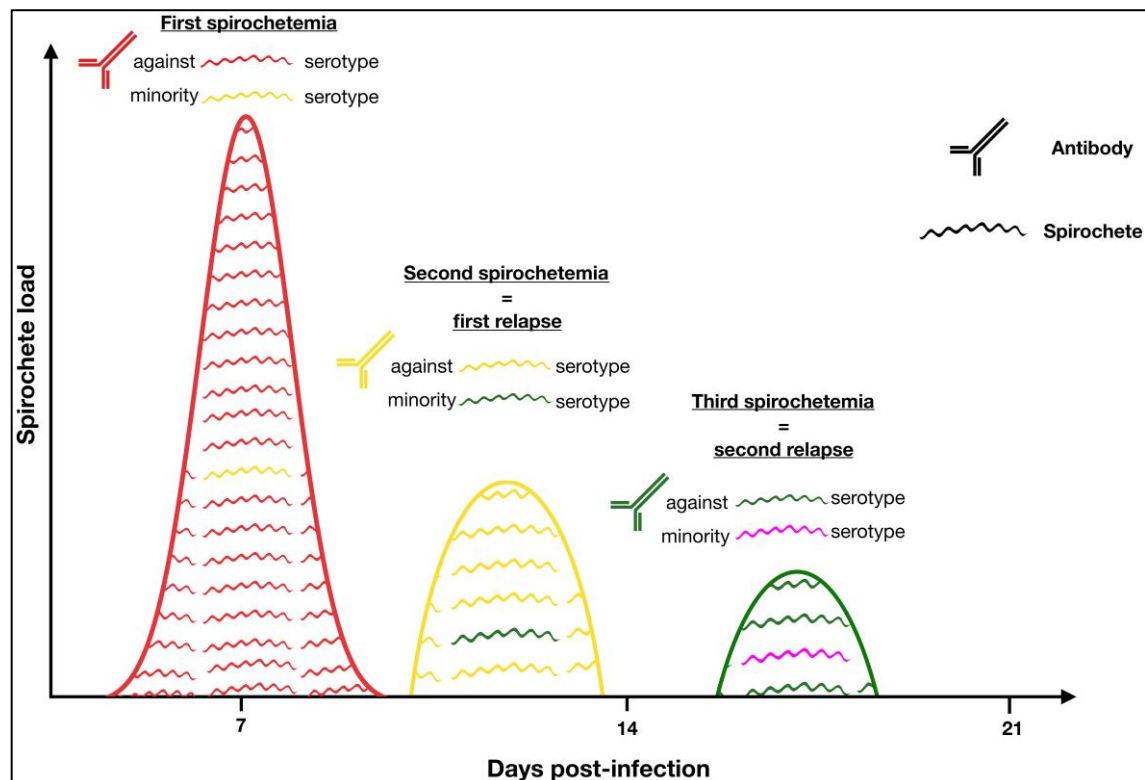 First spirochetemia
against serotype
minority serotype
Antibody
Spirochete
Second spirochetemia
=
first relapse
against serotype
minority serotype
Third spirochetemia
=
second relapse
against serotype
minority serotype
Spirochete load
7
14
21
Days post-infection